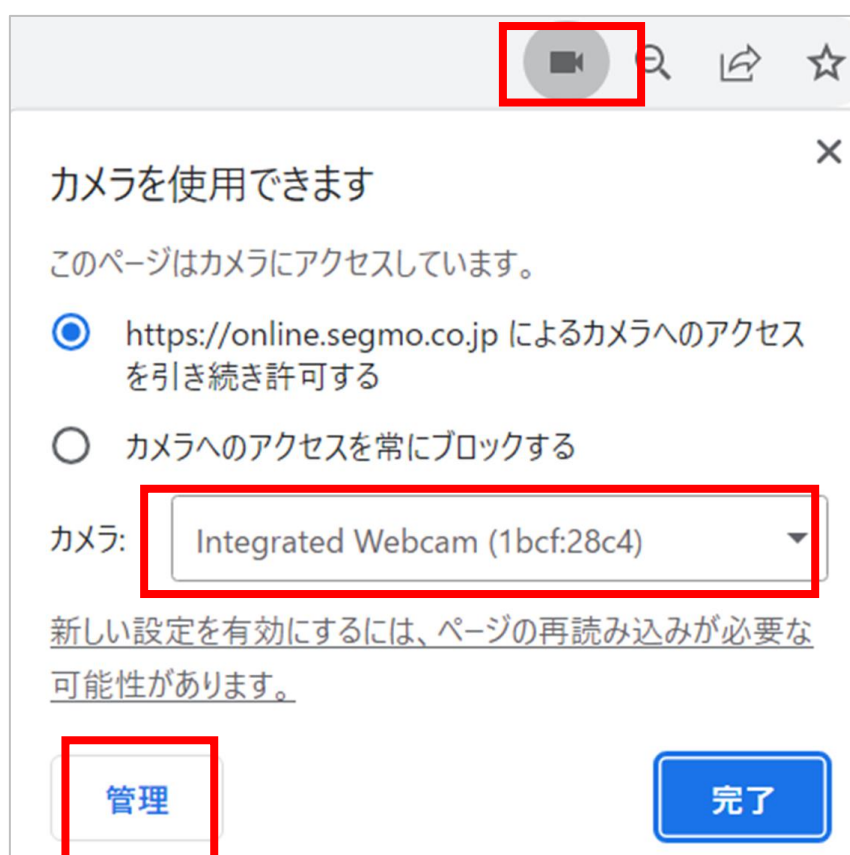 カメラを使用できます
このページはカメラにアクセスしています。
https://online.segmo.co.jp によるカメラへのアクセス
を引き続き許可する
カメラへのアクセスを常にブロックする
カメラ: Integrated Webcam (1bcf:28c4)
新しい設定を有効にするには、ページの再読み込みが必要な
可能性があります。
管理 完了